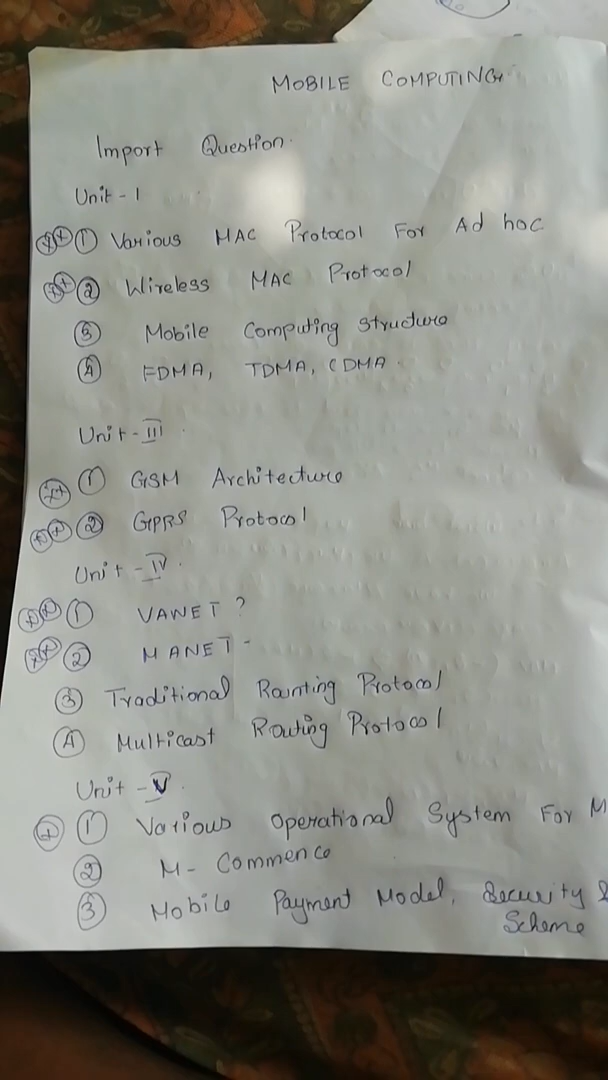 MOBILE COMPUTING
Import Question.
Unit - I
** ① Various MAC Protocol For Ad hoc
** ② Wireless MAC Protocol
③ Mobile Computing structure
④ FDMA, TDMA, CDMA
Unit - III
** ① GSM Architecture
** ② GPRS Protocol
Unit - IV.
** ① VANET ?
** ② MANET -
③ Traditional Rounting Protocol
④ Multicast Routing Protocol
Unit - V.
* ① Various Operational System For M
② M- Commence
③ Mobile Payment Model, Security &
Scheme